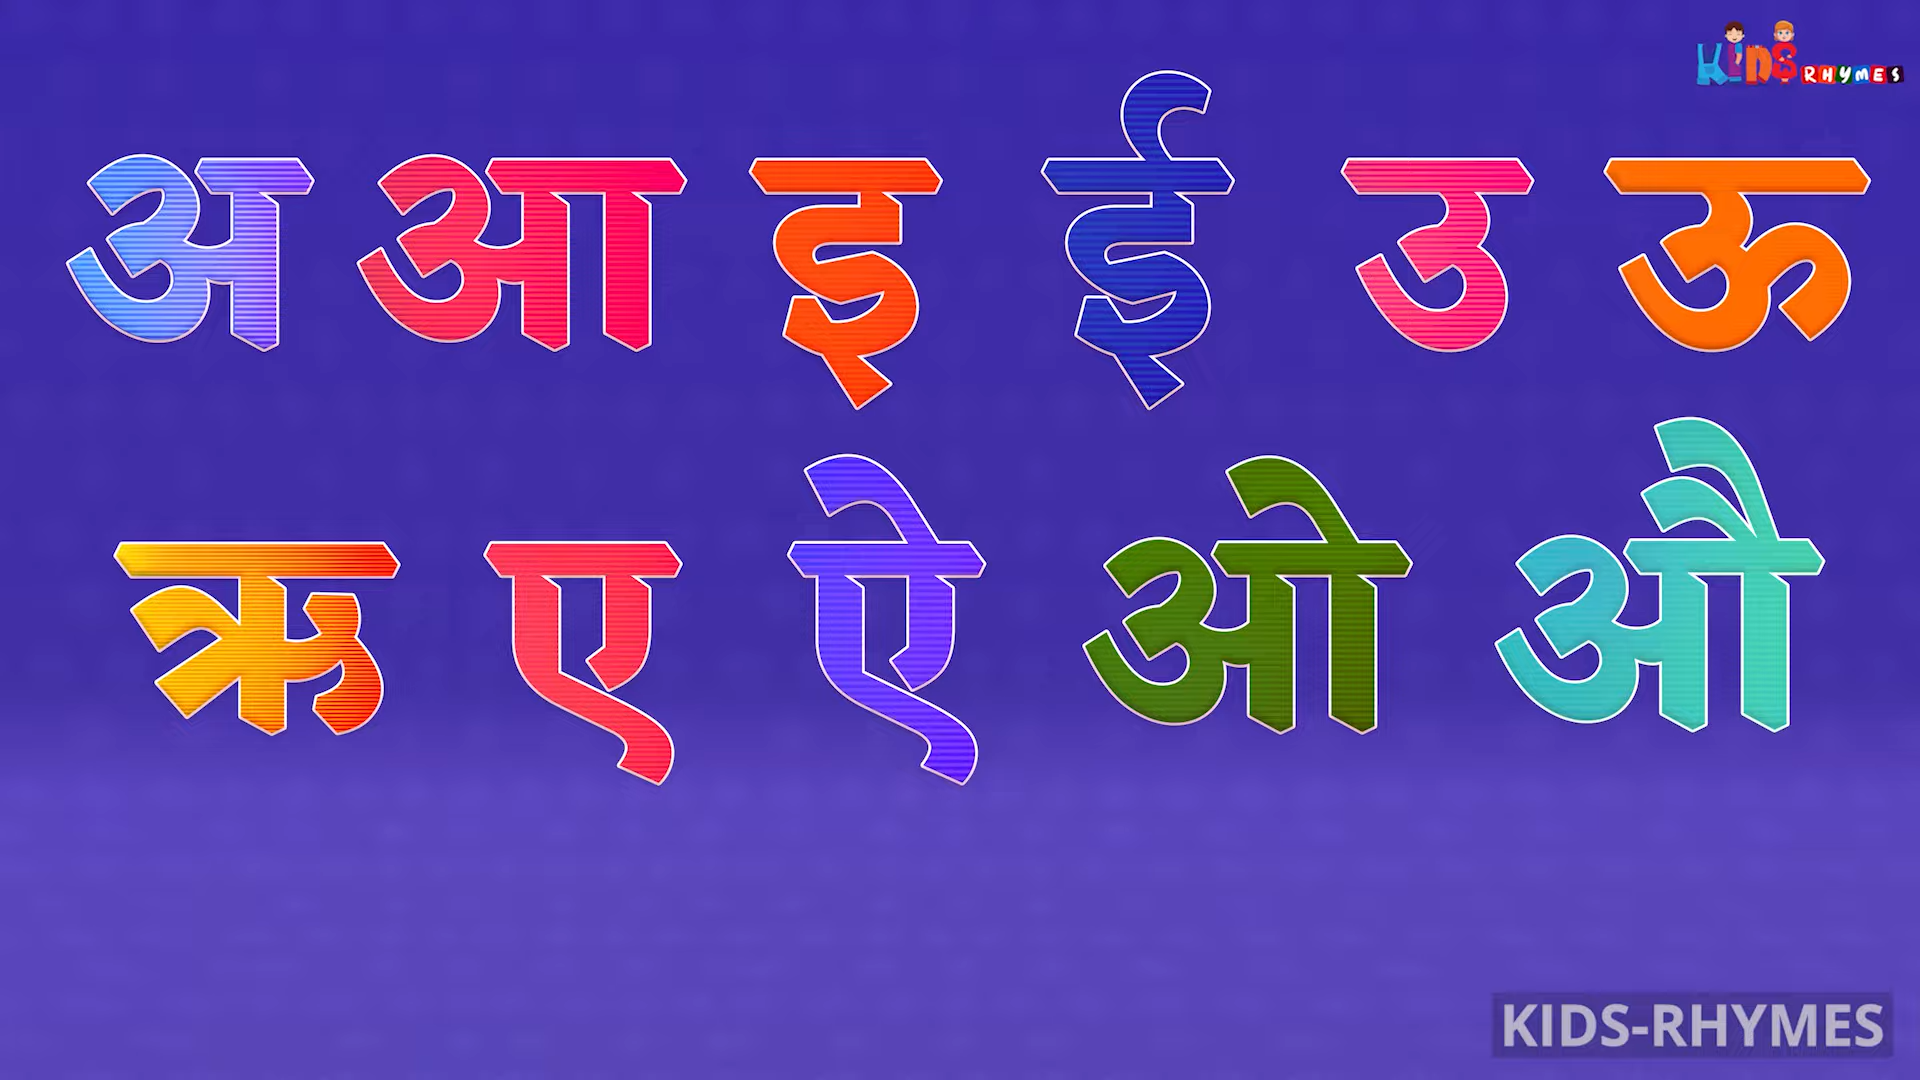 KIDS RHYMES
अ आ इ ई उ ऊ
ऋ ए ऐ ओ औ
KIDS-RHYMES